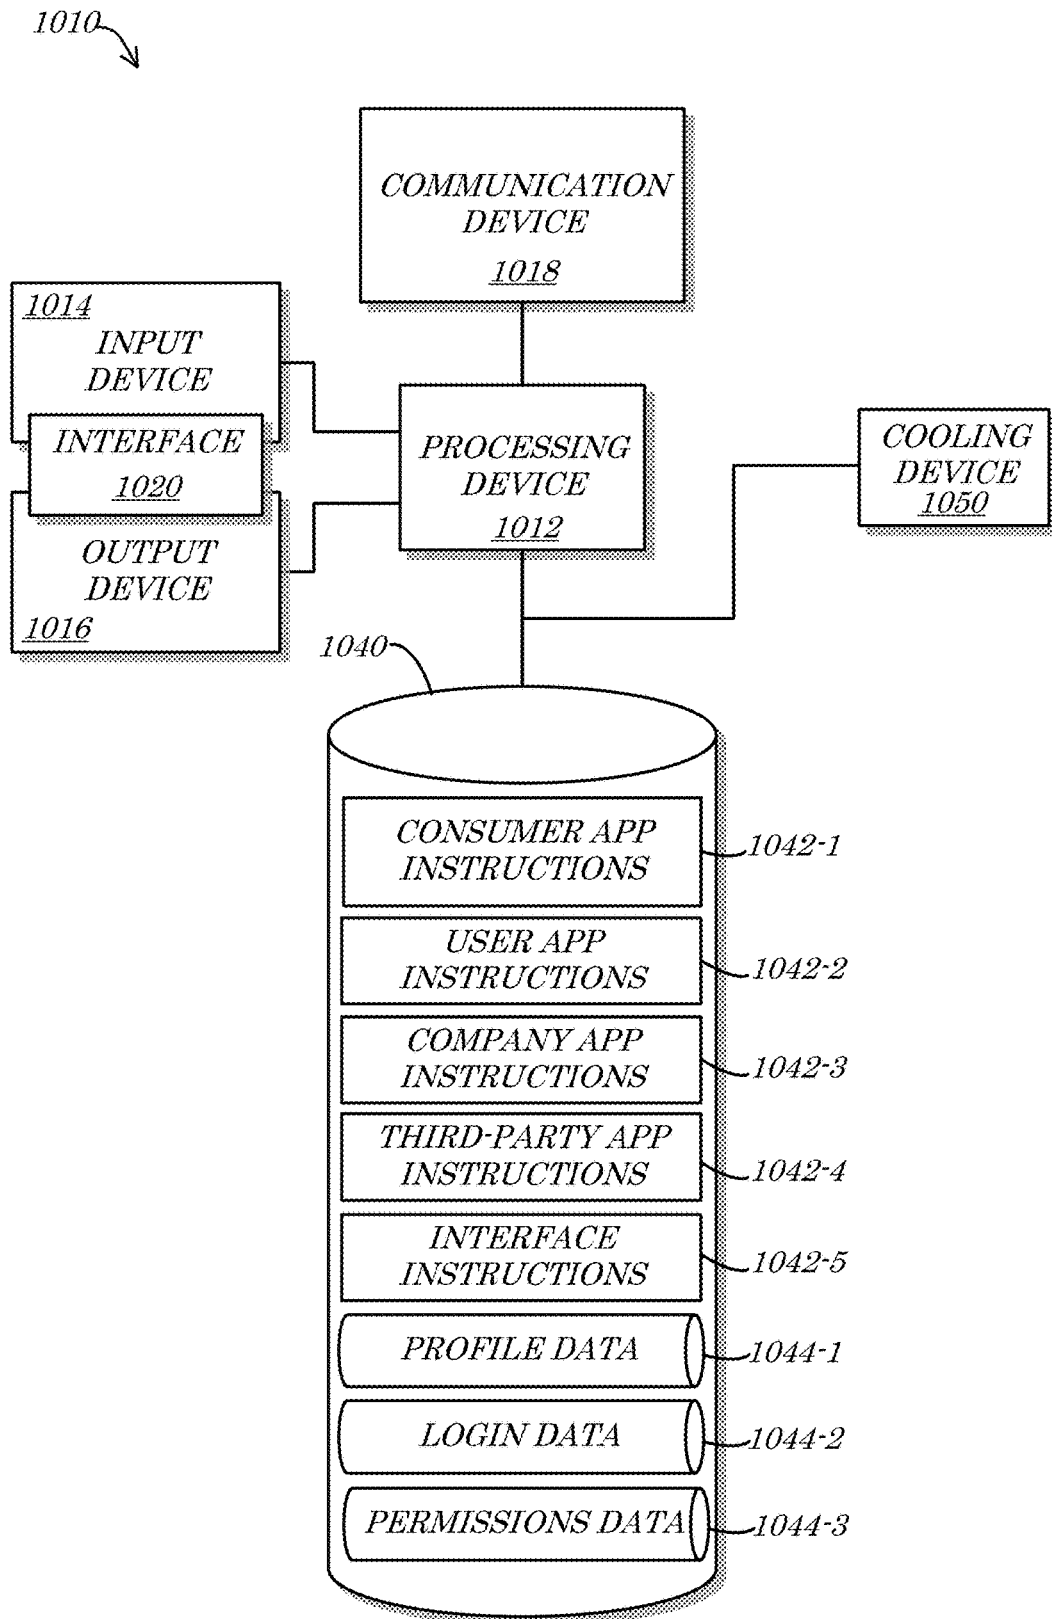 1010
COMMUNICATION
DEVICE
1018
1014
INPUT
DEVICE
INTERFACE
1020
OUTPUT
DEVICE
1016
PROCESSING
DEVICE
1012
COOLING
DEVICE
1050
1040
CONSUMER APP
INSTRUCTIONS
1042-1
USER APP
INSTRUCTIONS
1042-2
COMPANY APP
INSTRUCTIONS
1042-3
THIRD-PARTY APP
INSTRUCTIONS
1042-4
INTERFACE
INSTRUCTIONS
1042-5
PROFILE DATA
1044-1
LOGIN DATA
1044-2
PERMISSIONS DATA
1044-3